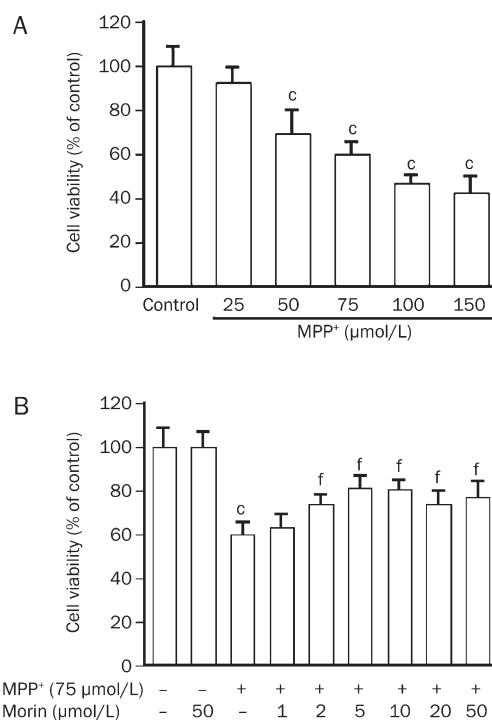 A
Cell viability (% of control)
120
100
80
60
40
20
0
c
c
c
c
Control 25 50 75 100 150
MPP⁺ (µmol/L)
B
Cell viability (% of control)
120
100
80
60
40
20
0
c
f
f
f
f
f
MPP⁺ (75 µmol/L) – – + + + + + + +
Morin (µmol/L) – 50 – 1 2 5 10 20 50